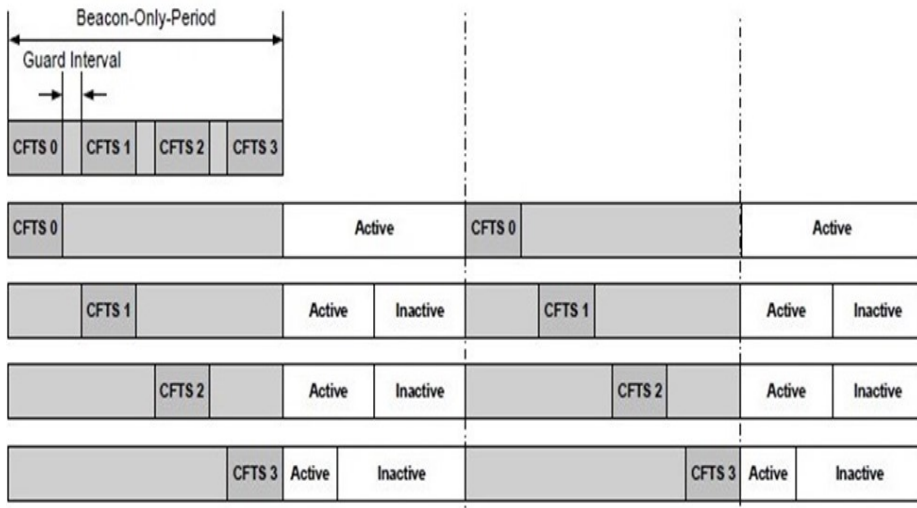 Beacon-Only-Period
Guard Interval
CFTS 0 CFTS 1 CFTS 2 CFTS 3
CFTS 0 Active CFTS 0 Active
CFTS 1 Active Inactive CFTS 1 Active Inactive
CFTS 2 Active Inactive CFTS 2 Active Inactive
CFTS 3 Active Inactive CFTS 3 Active Inactive